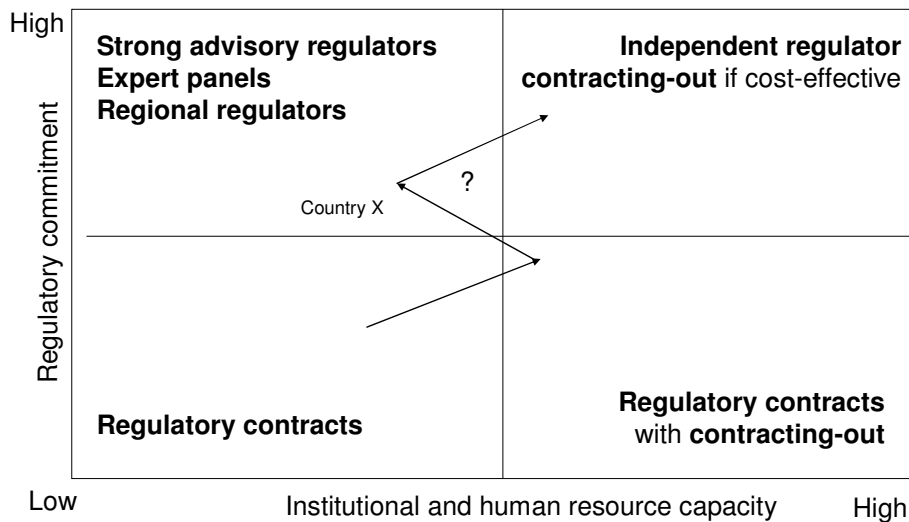 High
Strong advisory regulators
Expert panels
Regional regulators
Independent regulator
contracting-out if cost-effective
Regulatory commitment
?
Country X
Regulatory contracts
Regulatory contracts
with contracting-out
Low
Institutional and human resource capacity
High